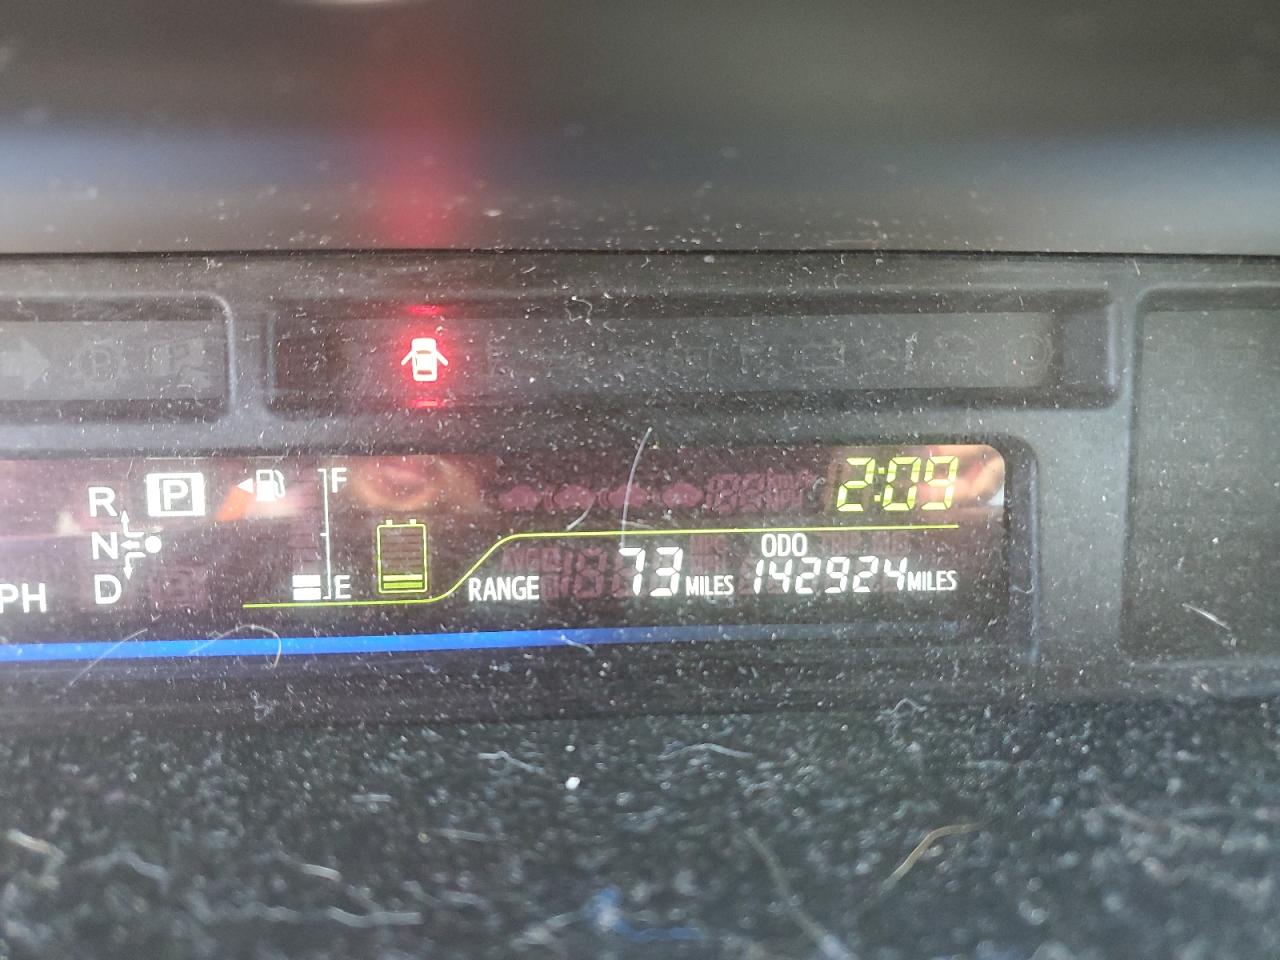 2:09
R P F
N
D E
PH
ODO
RANGE 73 MILES 142924 MILES